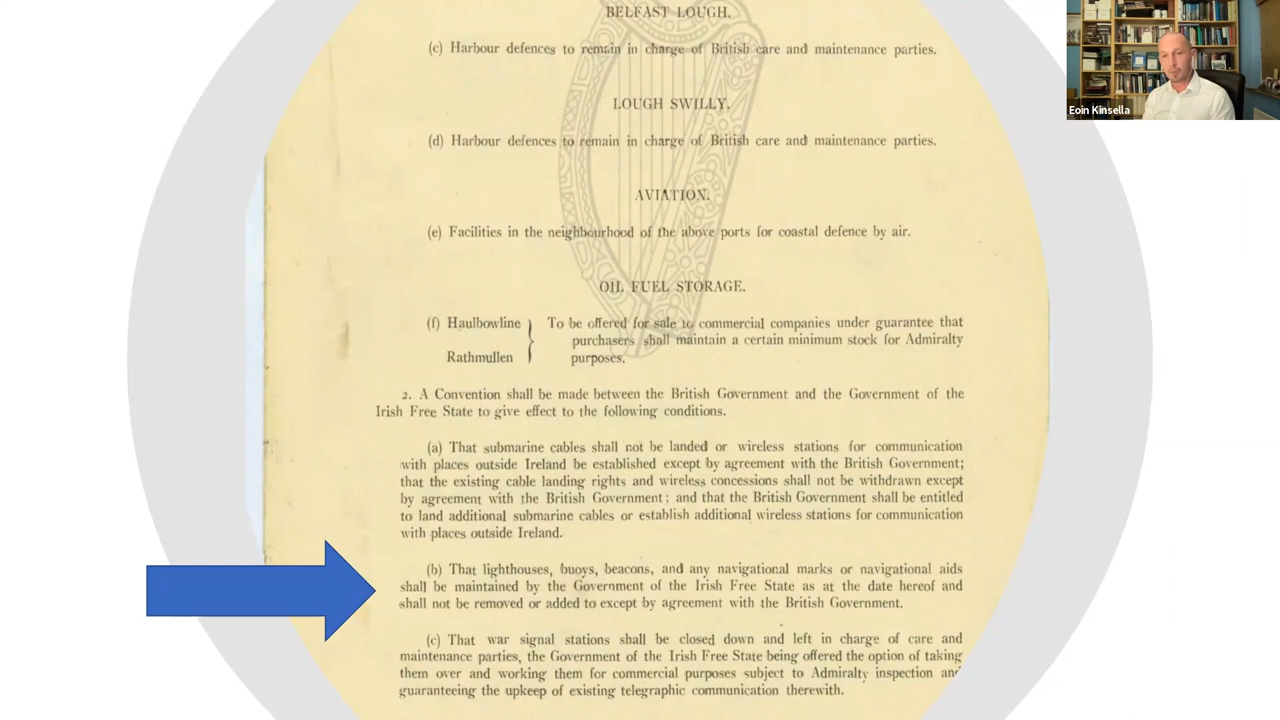 BELFAST LOUGH.
(c) Harbour defences to remain in charge of British care and maintenance parties.
LOUGH SWILLY.
(d) Harbour defences to remain in charge of British care and maintenance parties.
AVIATION.
(e) Facilities in the neighbourhood of the above ports for coastal defence by air.
OIL FUEL STORAGE.
(f) Haulbowline } To be offered for sale to commercial companies under guarantee that
purchasers shall maintain a certain minimum stock for Admiralty
Rathmullen purposes.
2. A Convention shall be made between the British Government and the Government of the
Irish Free State to give effect to the following conditions.
(a) That submarine cables shall not be landed or wireless stations for communication
with places outside Ireland be established except by agreement with the British Government;
that the existing cable landing rights and wireless concessions shall not be withdrawn except
by agreement with the British Government; and that the British Government shall be entitled
to land additional submarine cables or establish additional wireless stations for communication
with places outside Ireland.
(b) That lighthouses, buoys, beacons, and any navigational marks or navigational aids
shall be maintained by the Government of the Irish Free State as at the date hereof and
shall not be removed or added to except by agreement with the British Government.
(c) That war signal stations shall be closed down and left in charge of care and
maintenance parties, the Government of the Irish Free State being offered the option of taking
them over and working them for commercial purposes subject to Admiralty inspection and
guaranteeing the upkeep of existing telegraphic communication therewith.
Eoin Kinsella